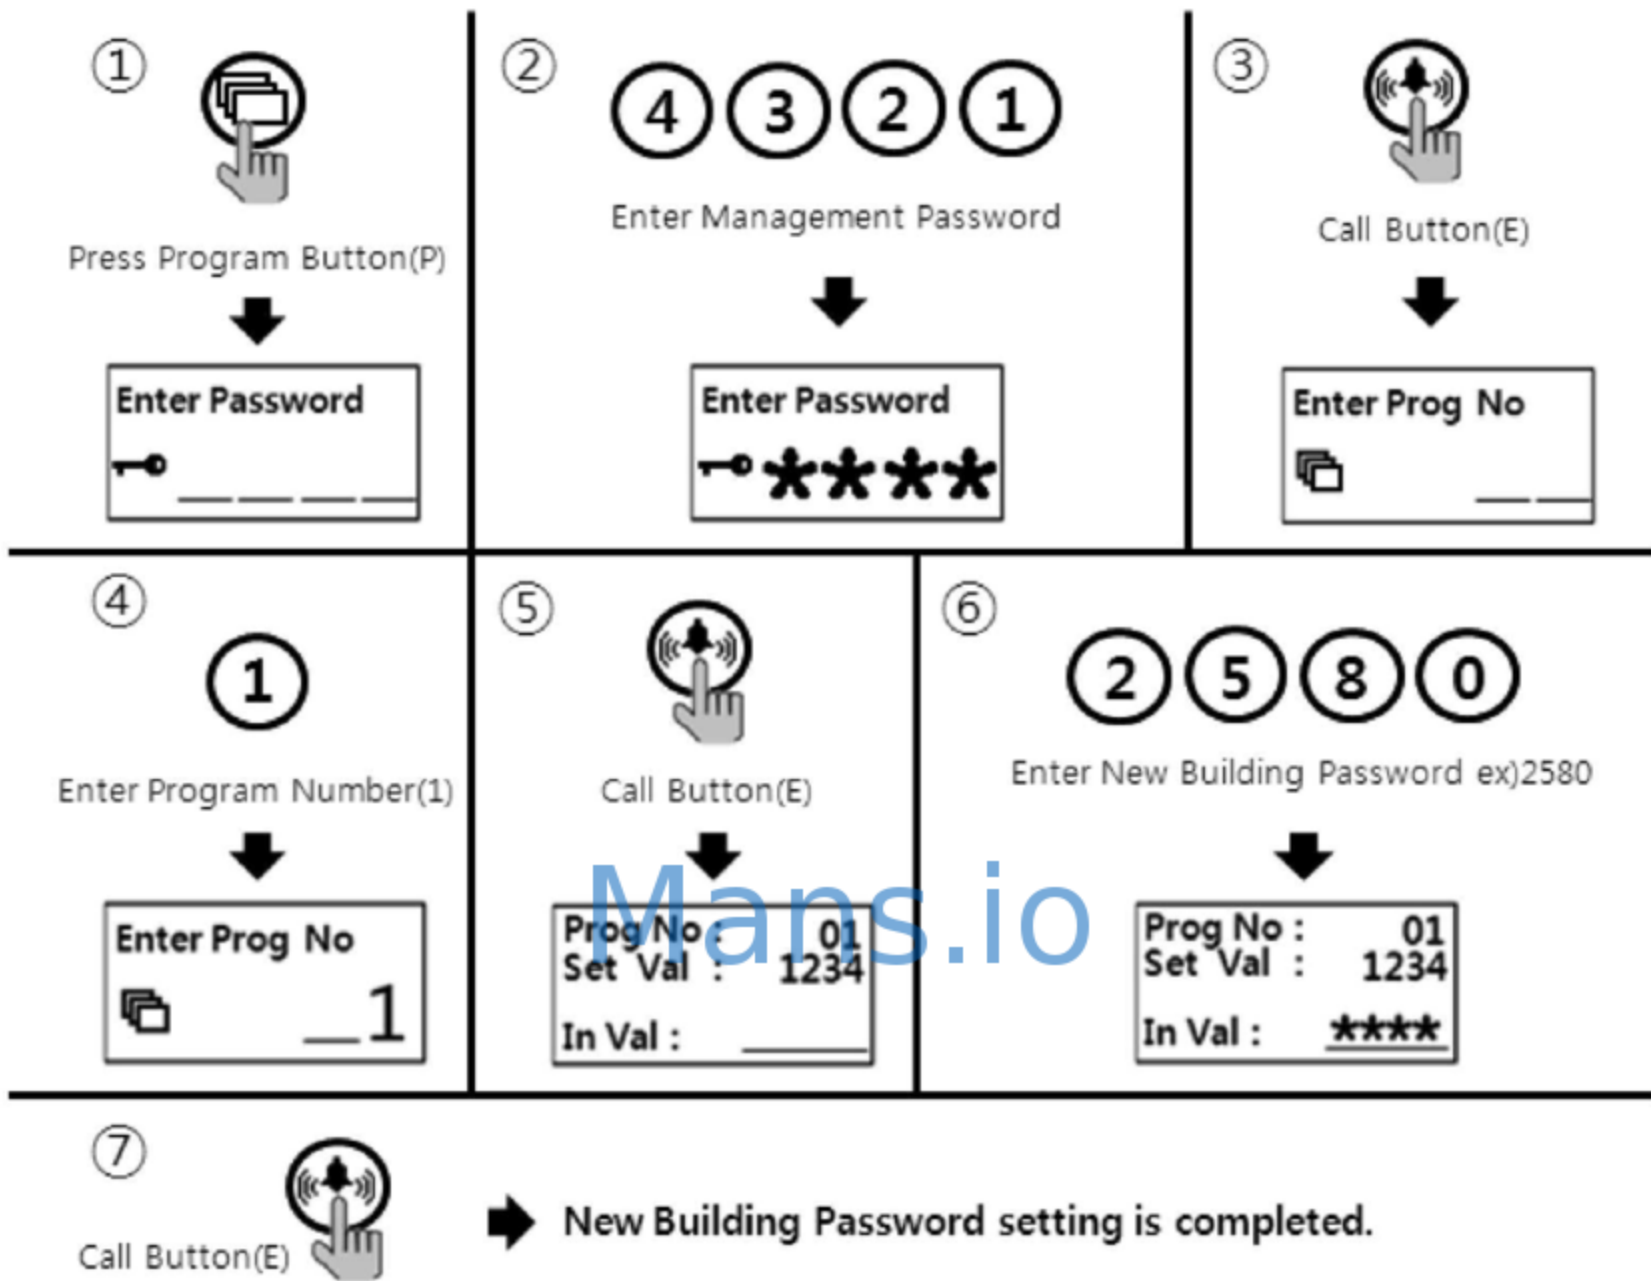 ①
Press Program Button(P)
Enter Password
_ _ _ _
②
4 3 2 1
Enter Management Password
Enter Password
****
③
Call Button(E)
Enter Prog No
_ _
④
1
Enter Program Number(1)
Enter Prog No
_1
⑤
Call Button(E)
Prog No : 01
Set Val : 1234
In Val : ____
⑥
2 5 8 0
Enter New Building Password ex)2580
Prog No : 01
Set Val : 1234
In Val : ****
Mans.io
⑦
Call Button(E)
New Building Password setting is completed.